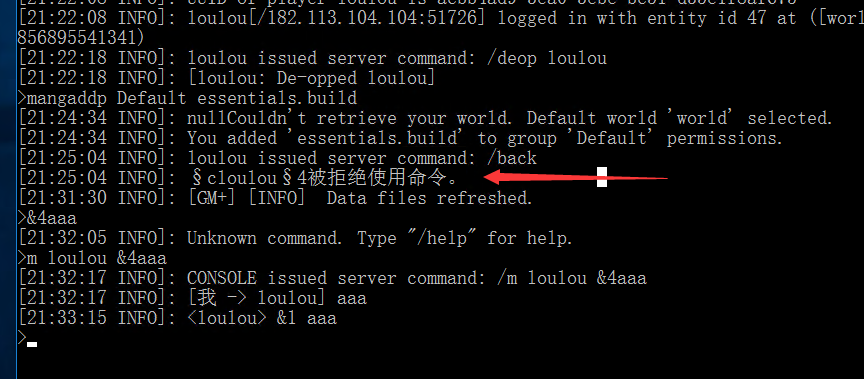 [21:22:08 INFO]: loulou[/182.113.104.104:51726] logged in with entity id 47 at ([worl
856895541341)
[21:22:18 INFO]: loulou issued server command: /deop loulou
[21:22:18 INFO]: [loulou: De-opped loulou]
>mangaddp Default essentials.build
[21:24:34 INFO]: nullCouldn't retrieve your world. Default world 'world' selected.
[21:24:34 INFO]: You added 'essentials.build' to group 'Default' permissions.
[21:25:04 INFO]: loulou issued server command: /back
[21:25:04 INFO]: §cloulou§4被拒绝使用命令。
[21:31:30 INFO]: [GM+] [INFO]  Data files refreshed.
>&4aaa
[21:32:05 INFO]: Unknown command. Type "/help" for help.
>m loulou &4aaa
[21:32:17 INFO]: CONSOLE issued server command: /m loulou &4aaa
[21:32:17 INFO]: [我 -> loulou] aaa
[21:33:15 INFO]: <loulou> &1 aaa
>